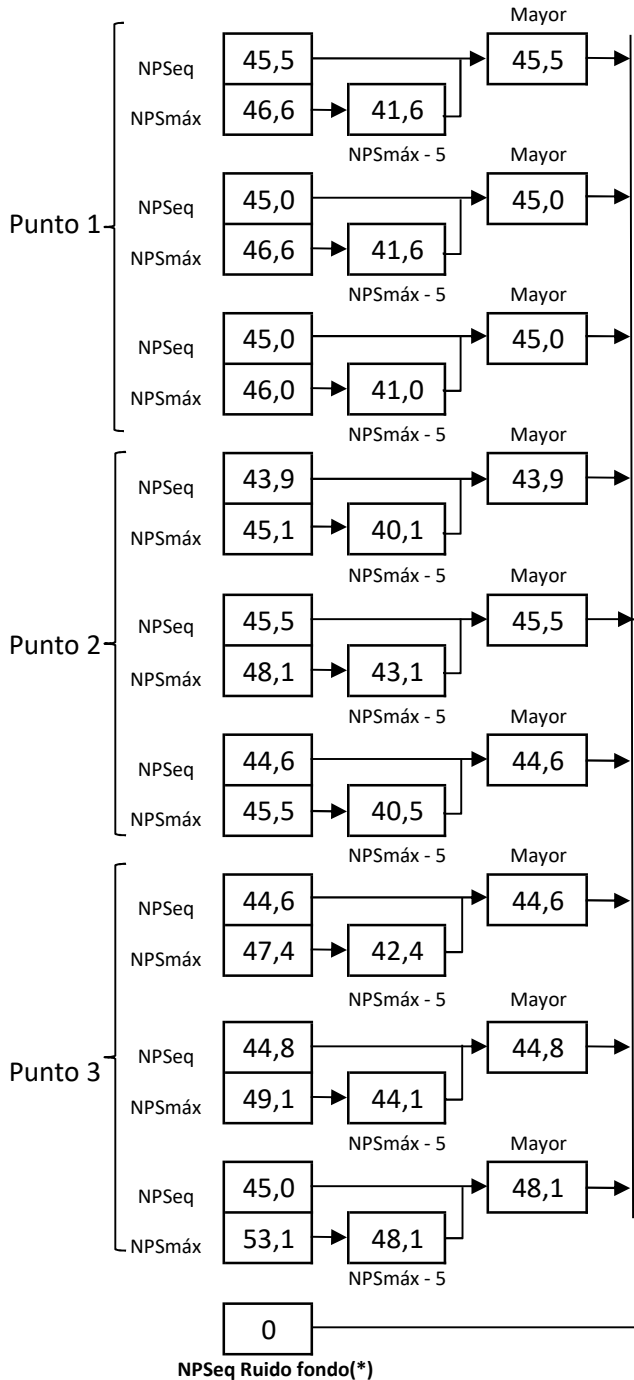 Mayor
NPSeq 45,5 45,5
NPSmáx 46,6 41,6
NPSmáx - 5
Mayor
NPSeq 45,0 45,0
Punto 1
NPSmáx 46,6 41,6
NPSmáx - 5
Mayor
NPSeq 45,0 45,0
NPSmáx 46,0 41,0
NPSmáx - 5
Mayor
NPSeq 43,9 43,9
NPSmáx 45,1 40,1
NPSmáx - 5
Mayor
NPSeq 45,5 45,5
Punto 2
NPSmáx 48,1 43,1
NPSmáx - 5
Mayor
NPSeq 44,6 44,6
NPSmáx 45,5 40,5
NPSmáx - 5
Mayor
NPSeq 44,6 44,6
NPSmáx 47,4 42,4
NPSmáx - 5
Mayor
NPSeq 44,8 44,8
Punto 3
NPSmáx 49,1 44,1
NPSmáx - 5
Mayor
NPSeq 45,0 48,1
NPSmáx 53,1 48,1
NPSmáx - 5
0
NPSeq Ruido fondo(*)